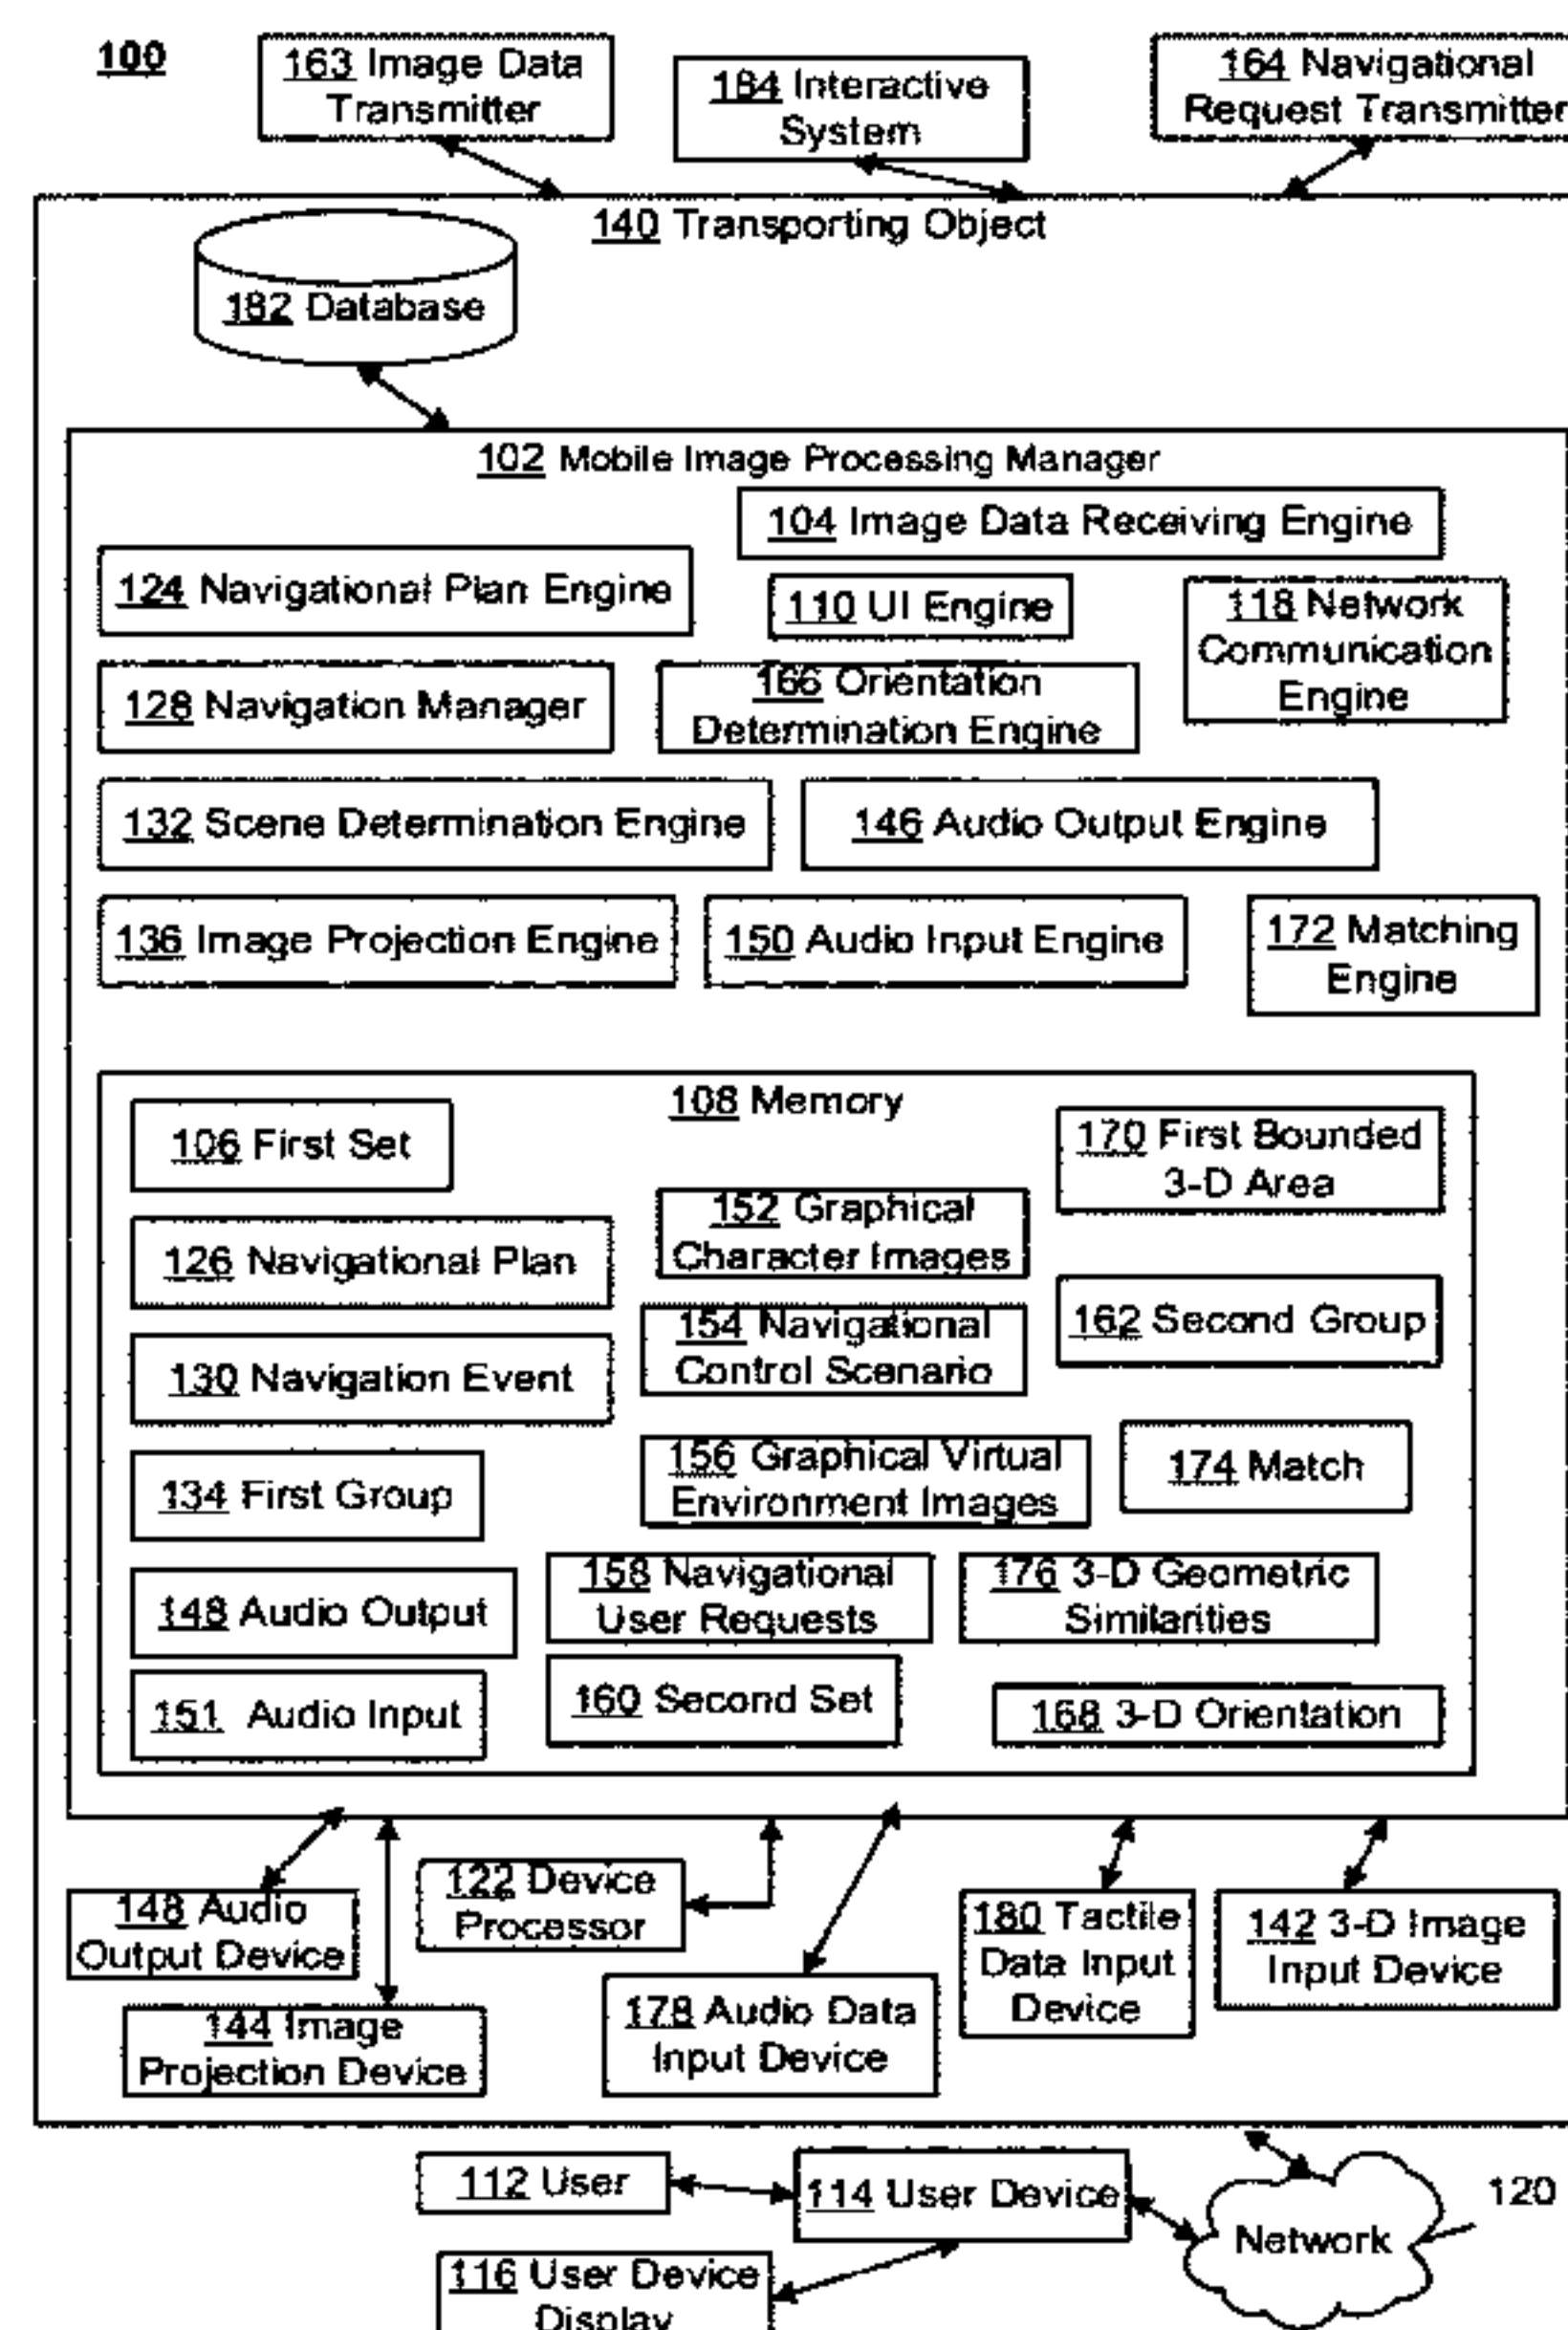 100
163 Image Data
Transmitter
184 Interactive
System
164 Navigational
Request Transmitter
140 Transporting Object
182 Database
102 Mobile Image Processing Manager
104 Image Data Receiving Engine
124 Navigational Plan Engine
110 UI Engine
118 Network
Communication
Engine
128 Navigation Manager
166 Orientation
Determination Engine
132 Scene Determination Engine
146 Audio Output Engine
136 Image Projection Engine
150 Audio Input Engine
172 Matching
Engine
108 Memory
106 First Set
170 First Bounded
3-D Area
152 Graphical
Character Images
126 Navigational Plan
162 Second Group
154 Navigational
Control Scenario
130 Navigation Event
156 Graphical Virtual
Environment Images
174 Match
134 First Group
158 Navigational
User Requests
176 3-D Geometric
Similarities
148 Audio Output
160 Second Set
151 Audio Input
168 3-D Orientation
148 Audio
Output Device
122 Device
Processor
180 Tactile
Data Input
Device
142 3-D Image
Input Device
144 Image
Projection Device
178 Audio Data
Input Device
112 User
114 User Device
120
Network
116 User Device
Display